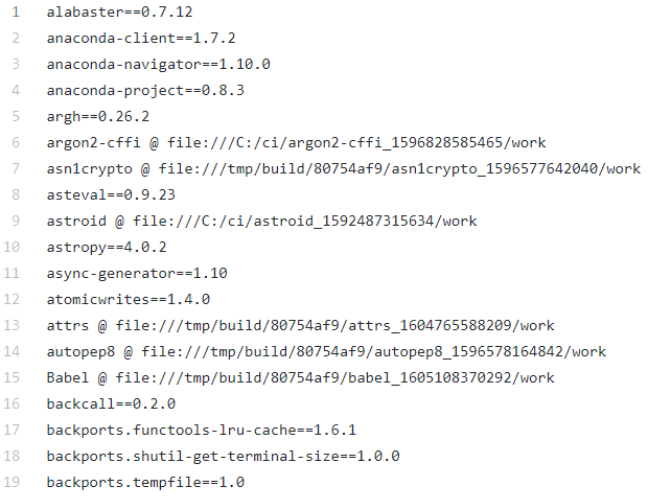 1 alabaster==0.7.12
2 anaconda-client==1.7.2
3 anaconda-navigator==1.10.0
4 anaconda-project==0.8.3
5 argh==0.26.2
6 argon2-cffi @ file:///C:/ci/argon2-cffi_1596828585465/work
7 asn1crypto @ file:///tmp/build/80754af9/asn1crypto_1596577642040/work
8 asteval==0.9.23
9 astroid @ file:///C:/ci/astroid_1592487315634/work
10 astropy==4.0.2
11 async-generator==1.10
12 atomicwrites==1.4.0
13 attrs @ file:///tmp/build/80754af9/attrs_1604765588209/work
14 autopep8 @ file:///tmp/build/80754af9/autopep8_1596578164842/work
15 Babel @ file:///tmp/build/80754af9/babel_1605108370292/work
16 backcall==0.2.0
17 backports.functools-lru-cache==1.6.1
18 backports.shutil-get-terminal-size==1.0.0
19 backports.tempfile==1.0